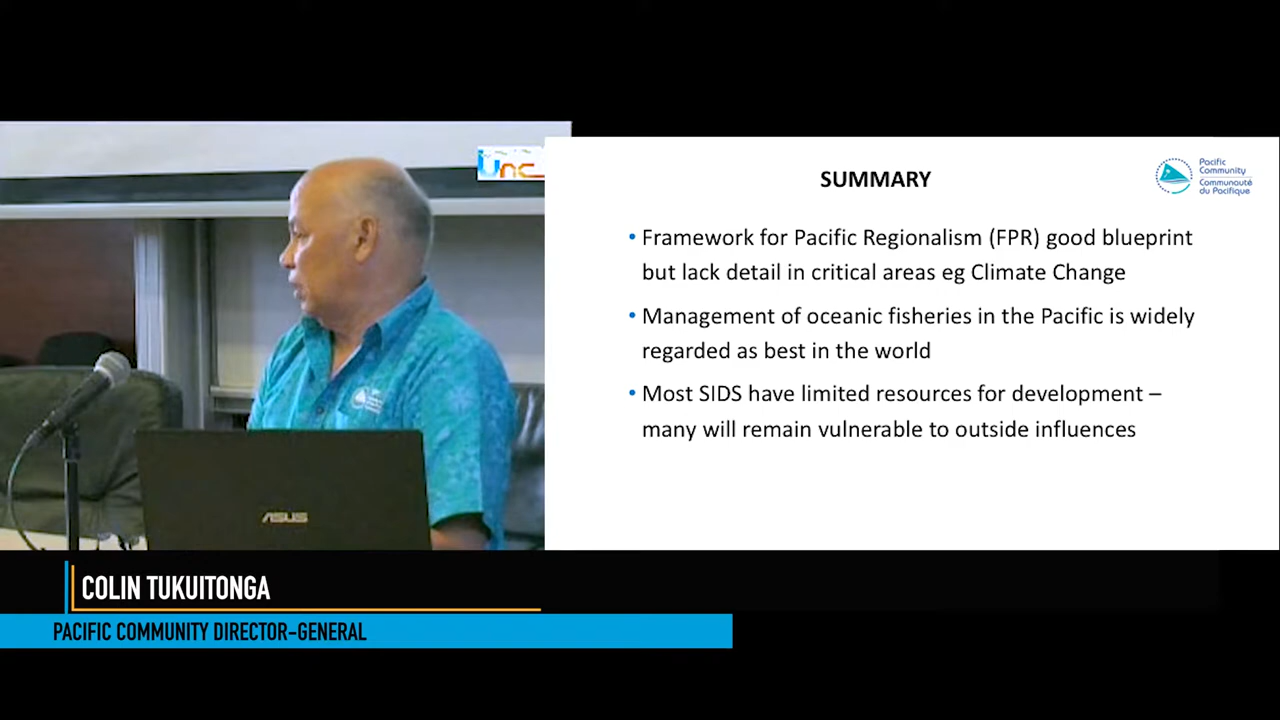 Unc
SUMMARY
Pacific
Community
Communauté
du Pacifique
• Framework for Pacific Regionalism (FPR) good blueprint
but lack detail in critical areas eg Climate Change
• Management of oceanic fisheries in the Pacific is widely
regarded as best in the world
• Most SIDS have limited resources for development –
many will remain vulnerable to outside influences
ASUS
COLIN TUKUITONGA
PACIFIC COMMUNITY DIRECTOR-GENERAL